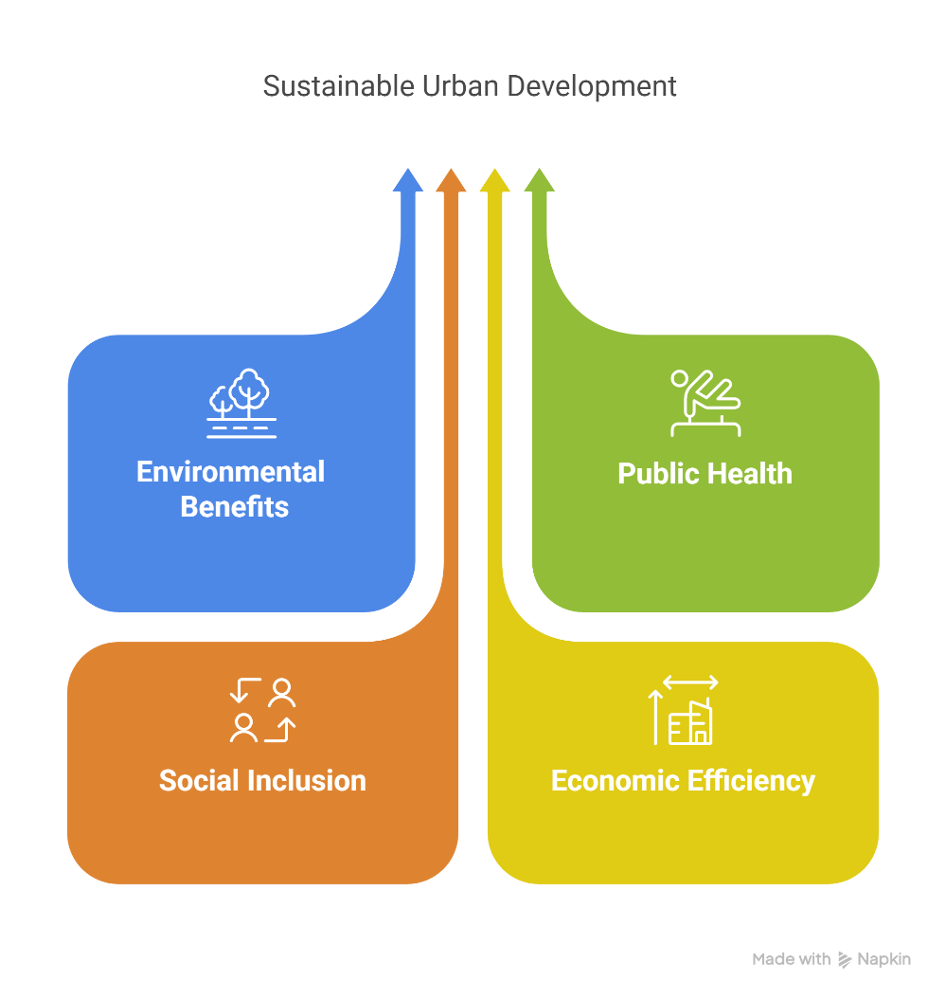 Sustainable Urban Development
Environmental
Benefits
Public Health
Social Inclusion
Economic Efficiency
Made with Napkin